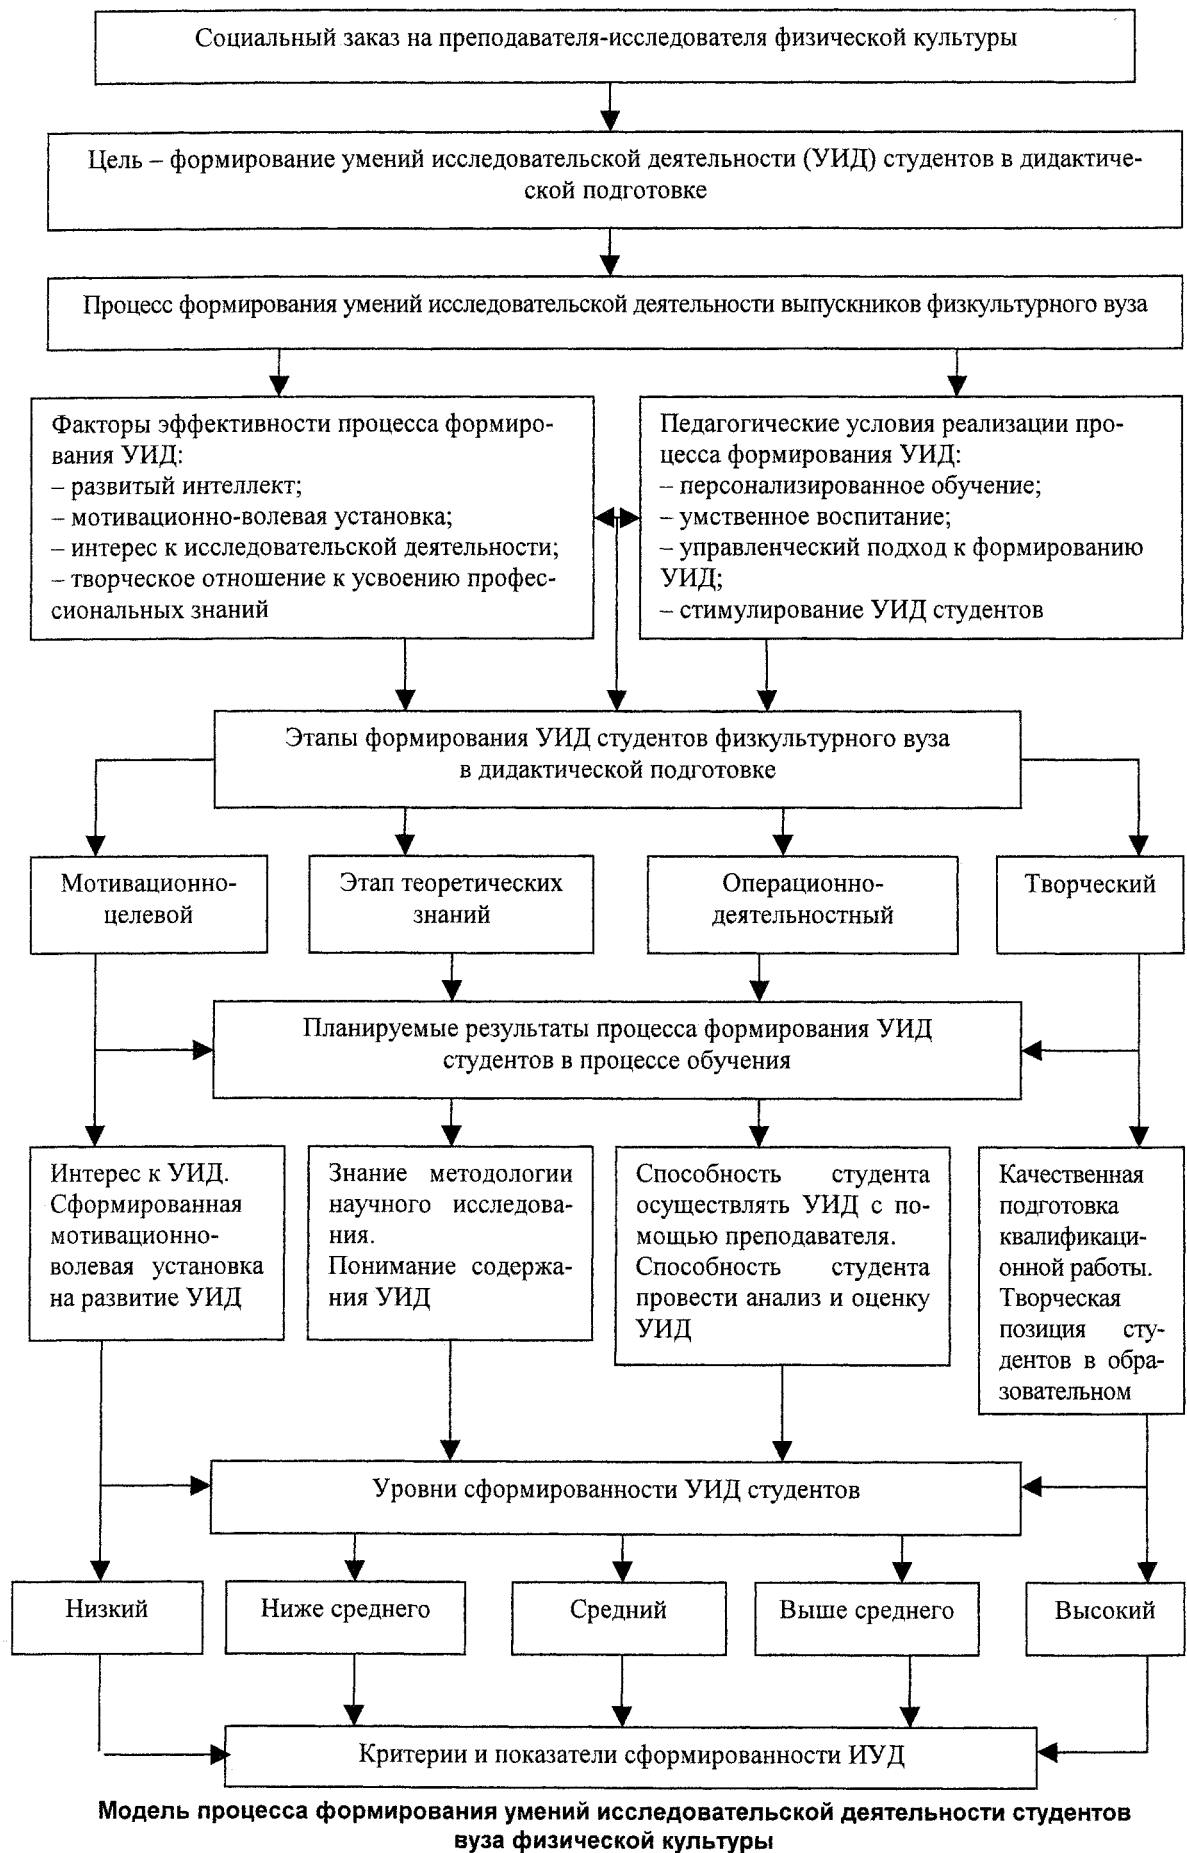 Социальный заказ на преподавателя-исследователя физической культуры
Цель – формирование умений исследовательской деятельности (УИД) студентов в дидактиче-
ской подготовке
Процесс формирования умений исследовательской деятельности выпускников физкультурного вуза
Факторы эффективности процесса формиро-
вания УИД:
– развитый интеллект;
– мотивационно-волевая установка;
– интерес к исследовательской деятельности;
– творческое отношение к усвоению профес-
сиональных знаний
Педагогические условия реализации про-
цесса формирования УИД:
– персонализированное обучение;
– умственное воспитание;
– управленческий подход к формированию
УИД;
– стимулирование УИД студентов
Этапы формирования УИД студентов физкультурного вуза
в дидактической подготовке
Мотивационно-
целевой
Этап теоретических
знаний
Операционно-
деятельностный
Творческий
Планируемые результаты процесса формирования УИД
студентов в процессе обучения
Интерес к УИД.
Сформированная
мотивационно-
волевая установка
на развитие УИД
Знание методологии
научного исследова-
ния.
Понимание содержа-
ния УИД
Способность студента
осуществлять УИД с по-
мощью преподавателя.
Способность студента
провести анализ и оценку
УИД
Качественная
подготовка
квалификаци-
онной работы.
Творческая
позиция сту-
дентов в обра-
зовательном
Уровни сформированности УИД студентов
Низкий
Ниже среднего
Средний
Выше среднего
Высокий
Критерии и показатели сформированности ИУД
Модель процесса формирования умений исследовательской деятельности студентов
вуза физической культуры